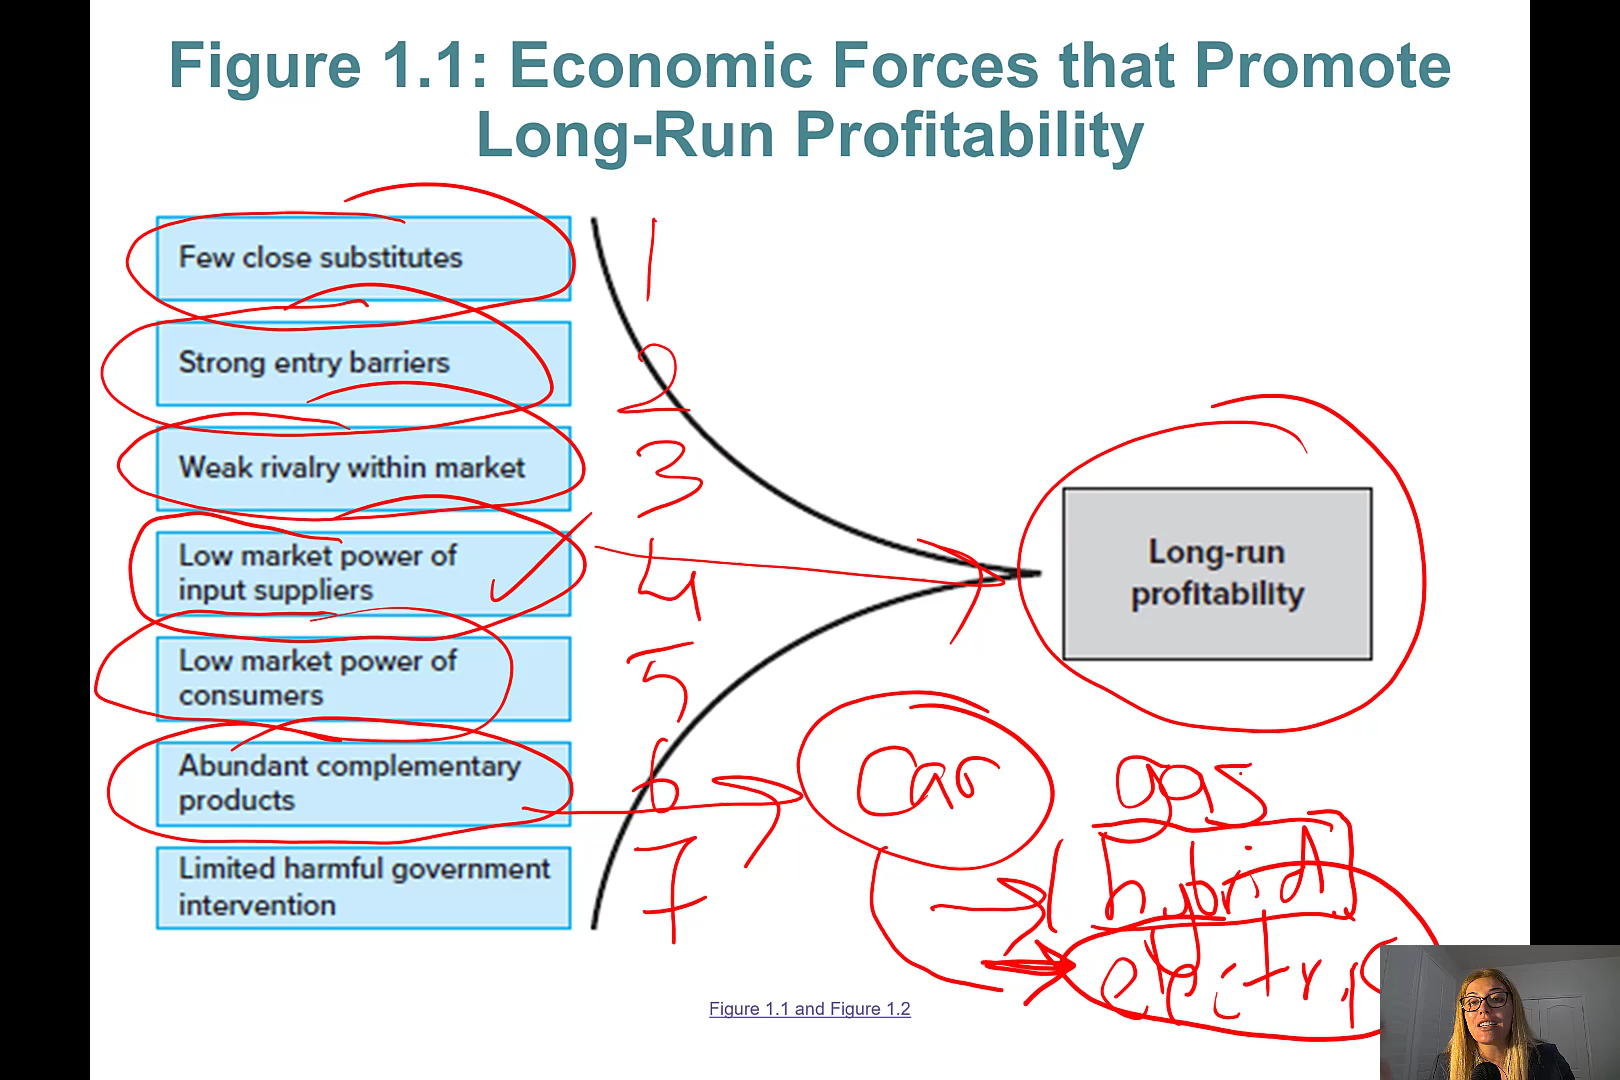 Figure 1.1: Economic Forces that Promote
Long-Run Profitability
Few close substitutes
1
Strong entry barriers
2
Weak rivalry within market
3
Low market power of
input suppliers
4
Low market power of
consumers
5
Abundant complementary
products
6
Limited harmful government
intervention
7
Long-run
profitability
Car
gas
hybrid
electric
Figure 1.1 and Figure 1.2